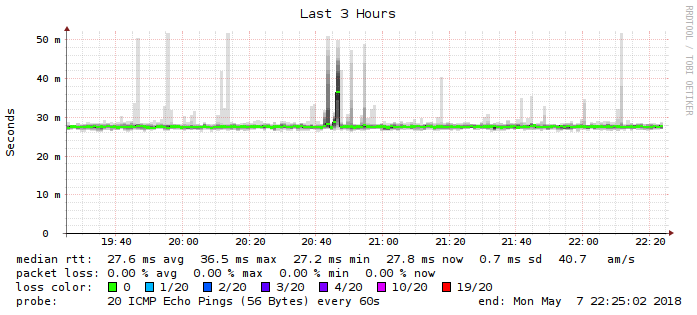 Last 3 Hours
RRDTOOL / TOBI OETIKER
Seconds
50 m
40 m
30 m
20 m
10 m
0
19:40 20:00 20:20 20:40 21:00 21:20 21:40 22:00 22:20
median rtt: 27.6 ms avg 36.5 ms max 27.2 ms min 27.8 ms now 0.7 ms sd 40.7 am/s
packet loss: 0.00 % avg 0.00 % max 0.00 % min 0.00 % now
loss color: 0 1/20 2/20 3/20 4/20 10/20 19/20
probe: 20 ICMP Echo Pings (56 Bytes) every 60s end: Mon May 7 22:25:02 2018